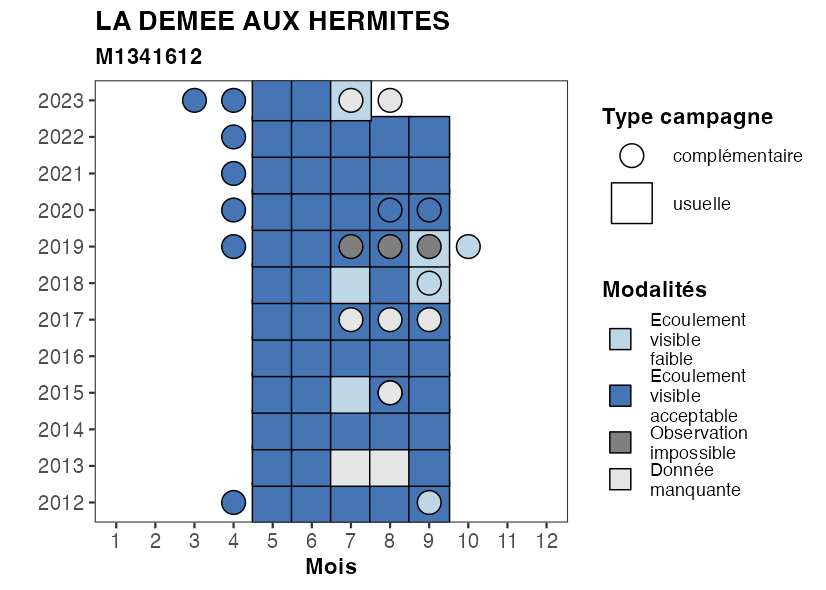 LA DEMEE AUX HERMITES
M1341612
2023
2022
2021
2020
2019
2018
2017
2016
2015
2014
2013
2012
1 2 3 4 5 6 7 8 9 10 11 12
Mois
Type campagne
complémentaire
usuelle
Modalités
Ecoulement
visible
faible
Ecoulement
visible
acceptable
Observation
impossible
Donnée
manquante